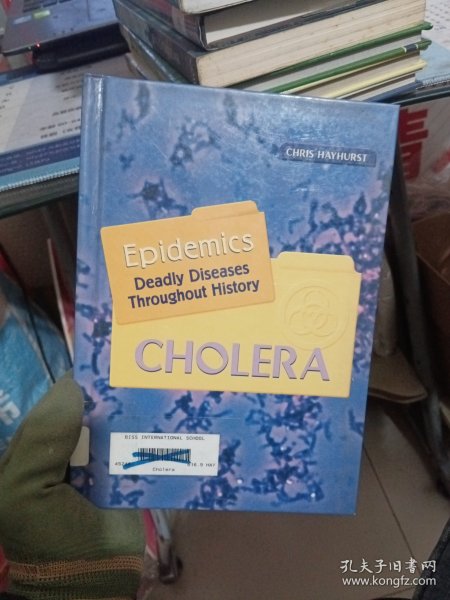 CHRIS HAYHURST
Epidemics
Deadly Diseases
Throughout History
CHOLERA
BISS INTERNATIONAL SCHOOL
Cholera
孔夫子旧书网
www.kongfz.com